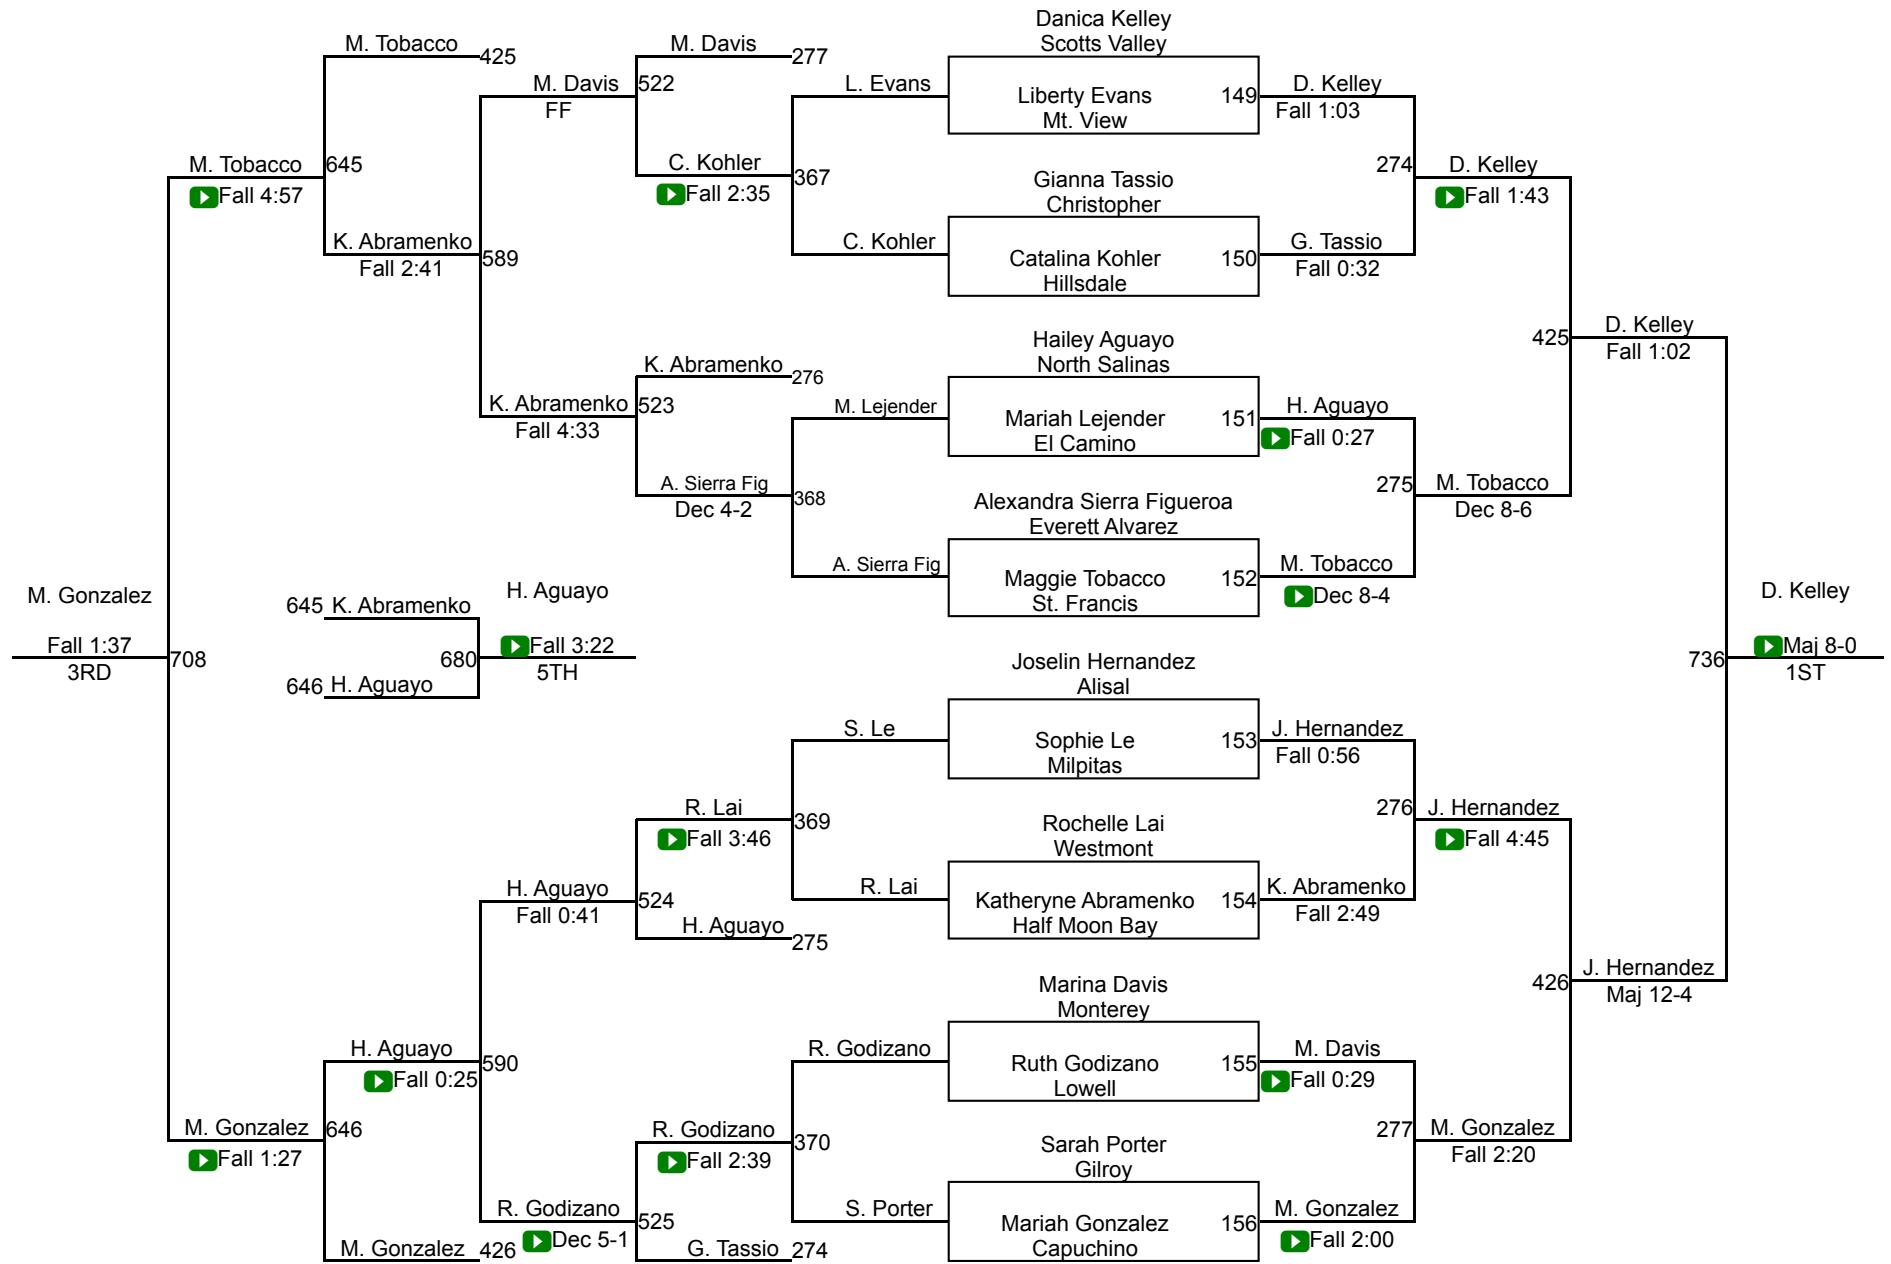 Danica Kelley
Scotts Valley
M. Tobacco
425
M. Davis
277
M. Davis
522
FF
L. Evans
Liberty Evans
149
Mt. View
D. Kelley
Fall 1:03
M. Tobacco
645
Fall 4:57
C. Kohler
367
Fall 2:35
Gianna Tassio
Christopher
274
D. Kelley
Fall 1:43
K. Abramenko
589
Fall 2:41
C. Kohler
Catalina Kohler
150
Hillsdale
G. Tassio
Fall 0:32
Hailey Aguayo
North Salinas
425
D. Kelley
Fall 1:02
K. Abramenko
276
K. Abramenko
523
Fall 4:33
M. Lejender
Mariah Lejender
151
El Camino
H. Aguayo
Fall 0:27
A. Sierra Fig
368
Dec 4-2
Alexandra Sierra Figueroa
Everett Alvarez
275
M. Tobacco
Dec 8-6
A. Sierra Fig
Maggie Tobacco
152
St. Francis
M. Tobacco
Dec 8-4
M. Gonzalez
Fall 1:37
708
3RD
645
K. Abramenko
646
H. Aguayo
680
H. Aguayo
Fall 3:22
5TH
D. Kelley
736
Maj 8-0
1ST
Joselin Hernandez
Alisal
S. Le
Sophie Le
153
Milpitas
J. Hernandez
Fall 0:56
R. Lai
369
Fall 3:46
Rochelle Lai
Westmont
276
J. Hernandez
Fall 4:45
H. Aguayo
524
Fall 0:41
R. Lai
Katheryne Abramenko
154
Half Moon Bay
K. Abramenko
Fall 2:49
H. Aguayo
275
Marina Davis
Monterey
426
J. Hernandez
Maj 12-4
H. Aguayo
590
Fall 0:25
R. Godizano
Ruth Godizano
155
Lowell
M. Davis
Fall 0:29
M. Gonzalez
646
Fall 1:27
R. Godizano
370
Fall 2:39
Sarah Porter
Gilroy
277
M. Gonzalez
Fall 2:20
R. Godizano
525
Dec 5-1
S. Porter
Mariah Gonzalez
156
Capuchino
M. Gonzalez
Fall 2:00
M. Gonzalez
426
G. Tassio
274